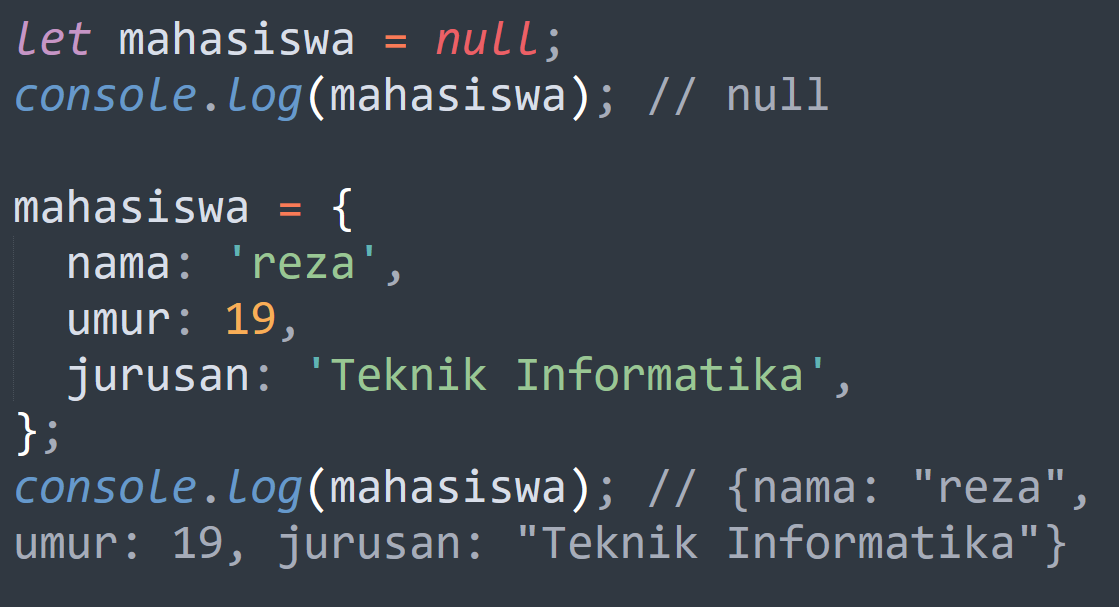 let mahasiswa = null;
console.log(mahasiswa); // null
mahasiswa = {
  nama: 'reza',
  umur: 19,
  jurusan: 'Teknik Informatika',
};
console.log(mahasiswa); // {nama: "reza",
umur: 19, jurusan: "Teknik Informatika"}